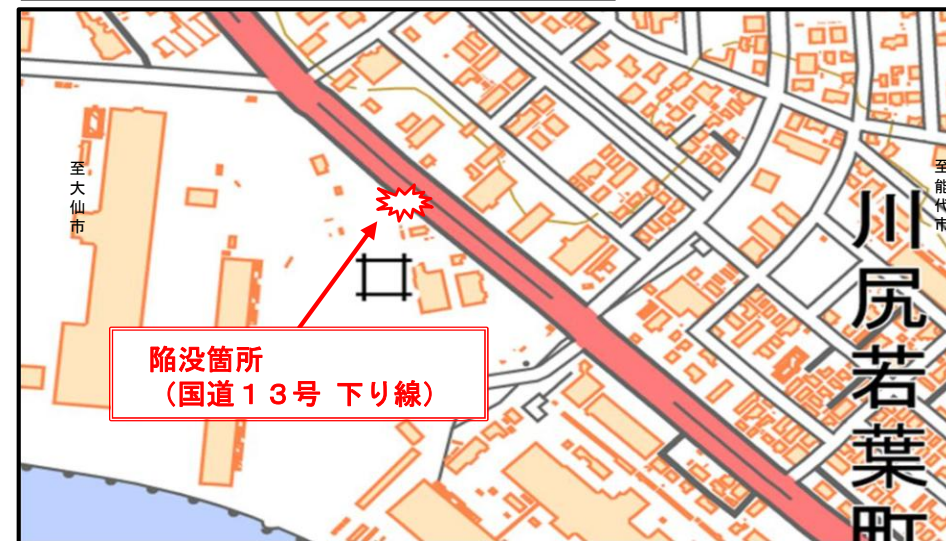 至大仙市
至能代市
川尻若葉町
陥没箇所
（国道１３号 下り線）